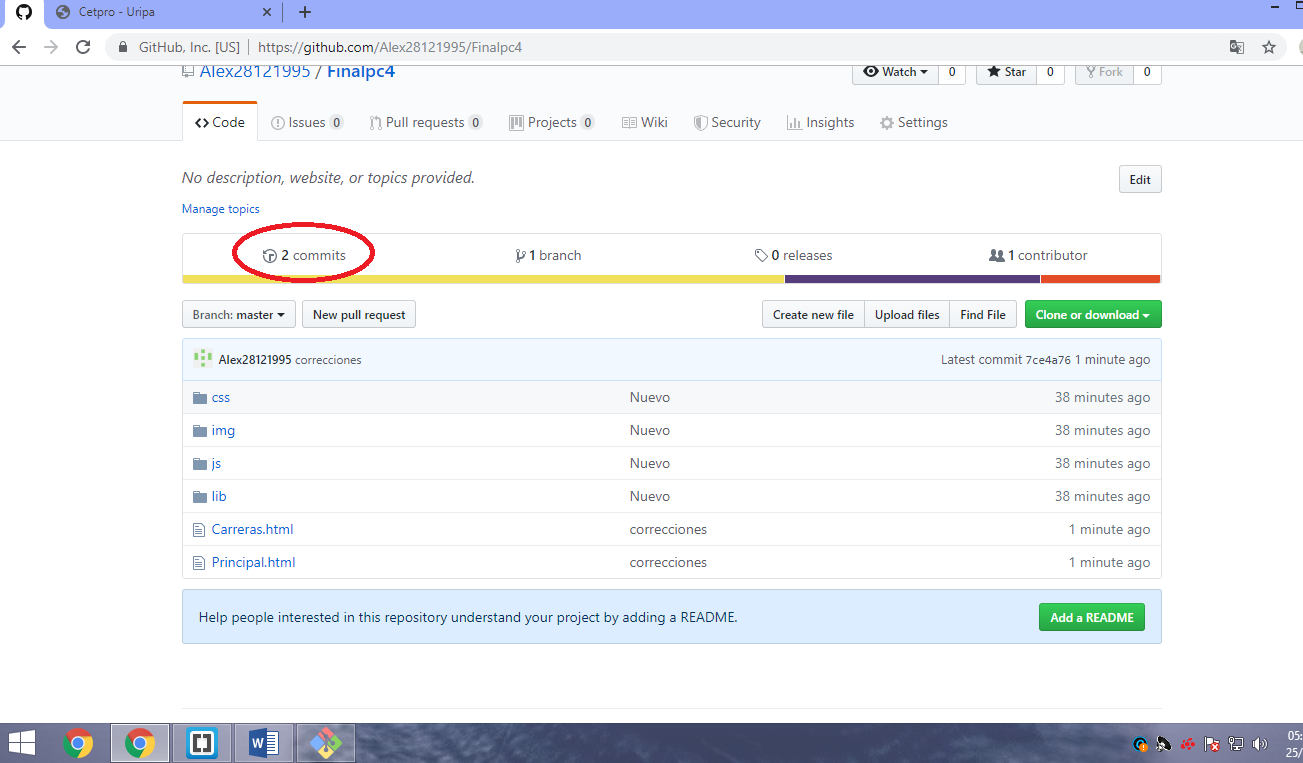 Cetpro - Uripa
GitHub, Inc. [US] | https://github.com/Alex28121995/Finalpc4
Alex28121995 / Finalpc4 Watch 0 Star 0 Fork 0
Code Issues 0 Pull requests 0 Projects 0 Wiki Security Insights Settings
No description, website, or topics provided. Edit
Manage topics
2 commits 1 branch 0 releases 1 contributor
Branch: master New pull request Create new file Upload files Find File Clone or download
Alex28121995 correcciones Latest commit 7ce4a76 1 minute ago
css Nuevo 38 minutes ago
img Nuevo 38 minutes ago
js Nuevo 38 minutes ago
lib Nuevo 38 minutes ago
Carreras.html correcciones 1 minute ago
Principal.html correcciones 1 minute ago
Help people interested in this repository understand your project by adding a README. Add a README
05:
25/